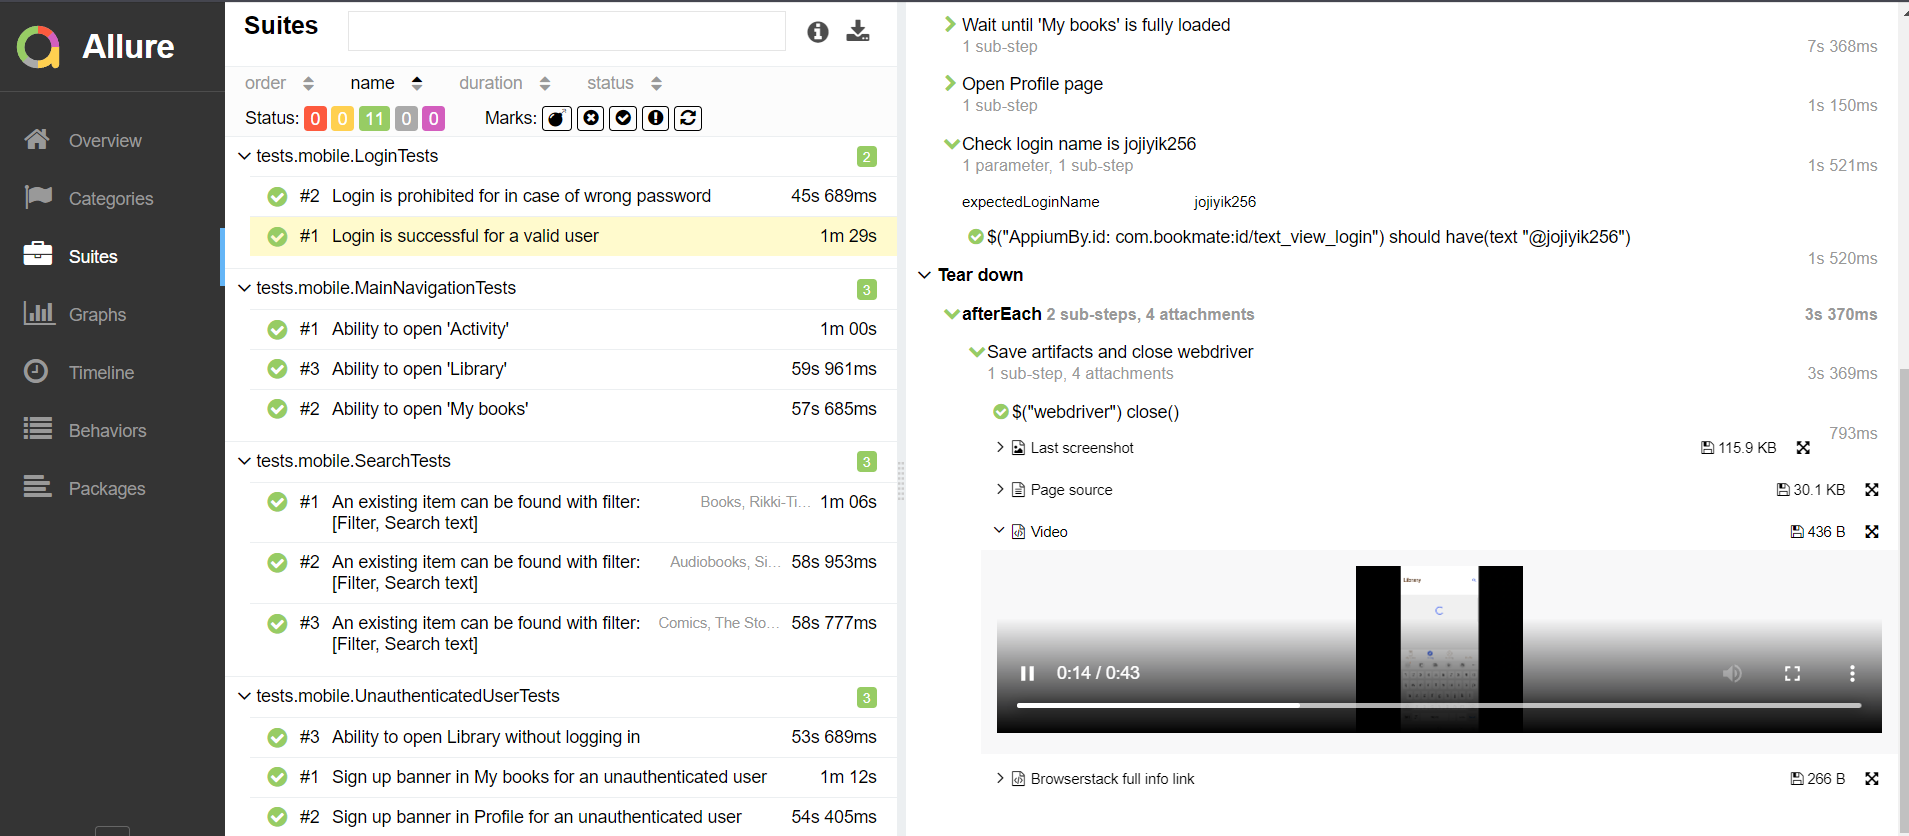 Allure
Overview
Categories
Suites
Graphs
Timeline
Behaviors
Packages
Suites
order name duration status
Status: 0 0 11 0 0 Marks:
tests.mobile.LoginTests 2
#2 Login is prohibited for in case of wrong password 45s 689ms
#1 Login is successful for a valid user 1m 29s
tests.mobile.MainNavigationTests 3
#1 Ability to open 'Activity' 1m 00s
#3 Ability to open 'Library' 59s 961ms
#2 Ability to open 'My books' 57s 685ms
tests.mobile.SearchTests 3
#1 An existing item can be found with filter: Books, Rikki-Ti... 1m 06s
[Filter, Search text]
#2 An existing item can be found with filter: Audiobooks, Si... 58s 953ms
[Filter, Search text]
#3 An existing item can be found with filter: Comics, The Sto... 58s 777ms
[Filter, Search text]
tests.mobile.UnauthenticatedUserTests 3
#3 Ability to open Library without logging in 53s 689ms
#1 Sign up banner in My books for an unauthenticated user 1m 12s
#2 Sign up banner in Profile for an unauthenticated user 54s 405ms
Wait until 'My books' is fully loaded
1 sub-step 7s 368ms
Open Profile page
1 sub-step 1s 150ms
Check login name is jojiyik256
1 parameter, 1 sub-step 1s 521ms
expectedLoginName jojiyik256
$("AppiumBy.id: com.bookmate:id/text_view_login") should have(text "@jojiyik256")
1s 520ms
Tear down
afterEach 2 sub-steps, 4 attachments 3s 370ms
Save artifacts and close webdriver
1 sub-step, 4 attachments 3s 369ms
$("webdriver") close()
793ms
Last screenshot 115.9 KB
Page source 30.1 KB
Video 436 B
Library
0:14 / 0:43
Browserstack full info link 266 B